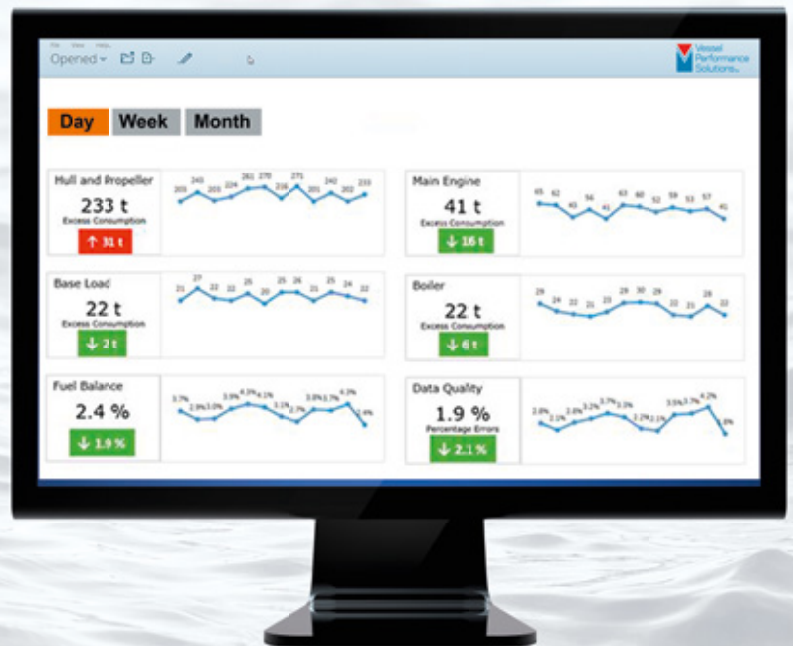 File View Help
Opened
Vessel
Performance
Solutions
Day Week Month
Hull and Propeller
233 t
Excess Consumption
↑ 31 t
243 203 224 261 270 216 271 201 242 202 233
Main Engine
41 t
Excess Consumption
↓ 16 t
65 62 43 56 41 63 60 52 59 53 57 41
Base Load
22 t
Excess Consumption
↓ 2 t
21 27 22 22 25 20 25 26 21 25 24 22
Boiler
22 t
Excess Consumption
↓ 6 t
29 24 22 21 23 29 30 29 22 21 28 22
Fuel Balance
2.4 %
↓ 1.9 %
3.7% 2.9% 3.0% 3.9% 4.3% 4.1% 3.1% 2.7% 3.8% 3.7% 4.3% 2.4%
Data Quality
1.9 %
Percentage Errors
↓ 2.1 %
2.8% 2.1% 2.8% 3.2% 3.7% 3.3% 2.2% 2.1% 3.5% 3.7% 4.2%